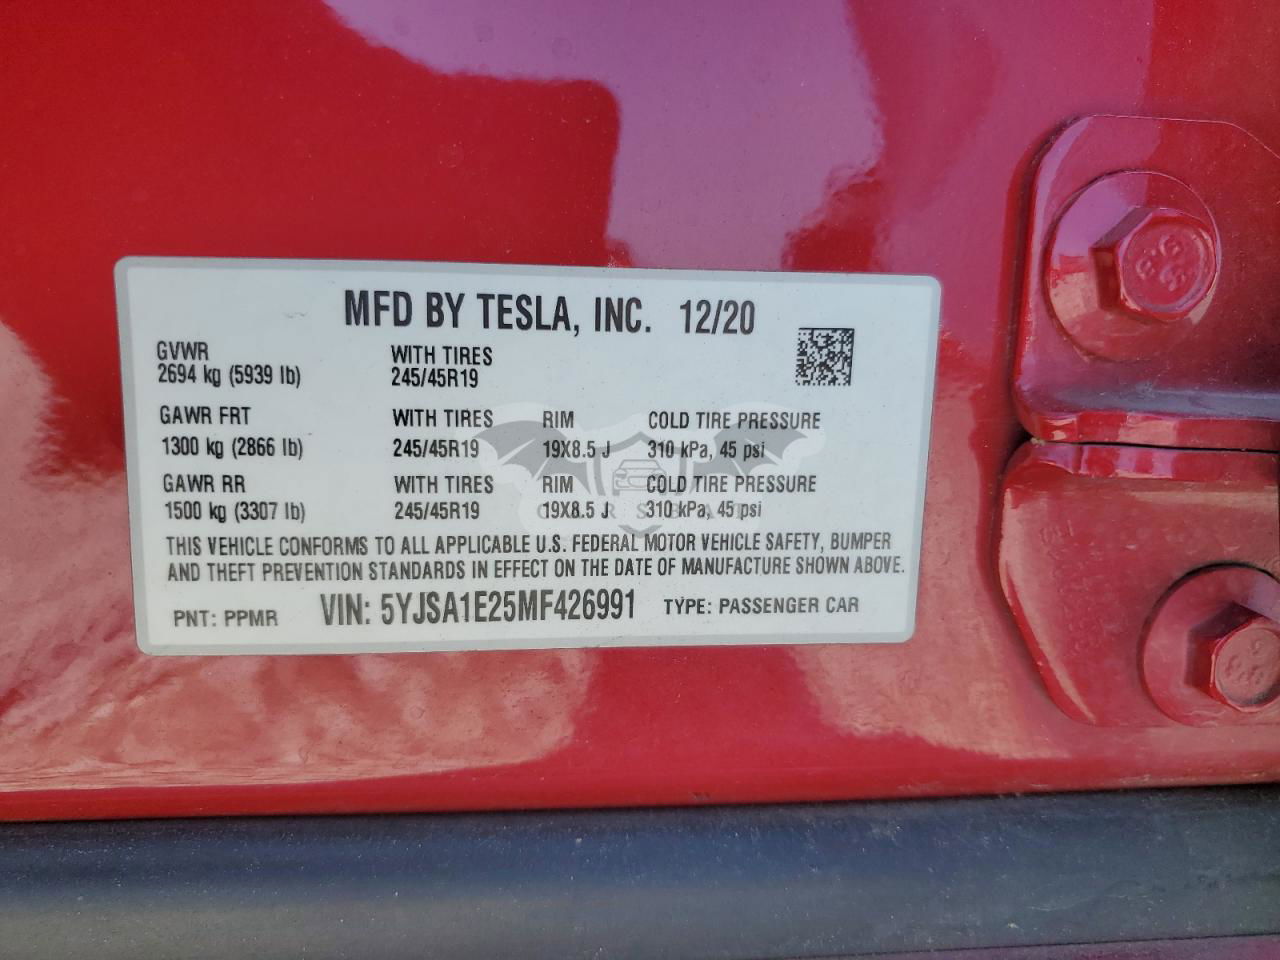 MFD BY TESLA, INC. 12/20
GVWR WITH TIRES
2694 kg (5939 lb) 245/45R19
GAWR FRT WITH TIRES RIM COLD TIRE PRESSURE
1300 kg (2866 lb) 245/45R19 19X8.5 J 310 kPa, 45 psi
GAWR RR WITH TIRES RIM COLD TIRE PRESSURE
1500 kg (3307 lb) 245/45R19 19X8.5 J 310 kPa, 45 psi
THIS VEHICLE CONFORMS TO ALL APPLICABLE U.S. FEDERAL MOTOR VEHICLE SAFETY, BUMPER
AND THEFT PREVENTION STANDARDS IN EFFECT ON THE DATE OF MANUFACTURE SHOWN ABOVE.
PNT: PPMR VIN: 5YJSA1E25MF426991 TYPE: PASSENGER CAR